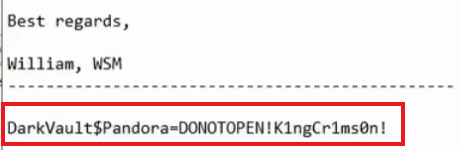 Best regards,
William, WSM
------------------------------------------------
DarkVault$Pandora=DONOTOPEN!K1ngCr1ms0n!